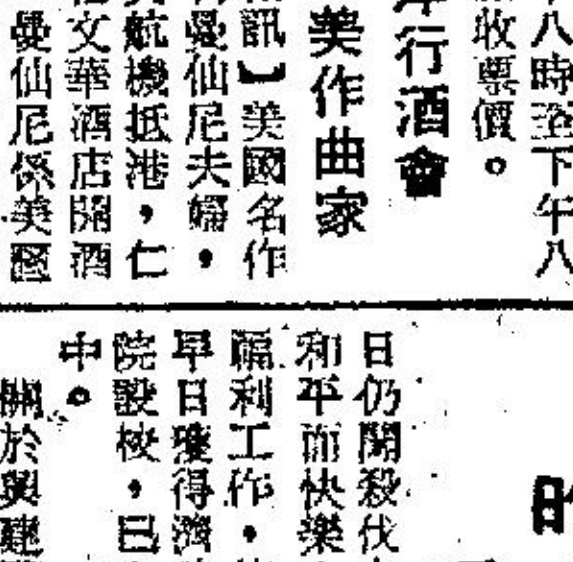 八時至下午八
收票價。
行酒會
美作曲家
訊】美國名作
曼仙尼夫婦，
航機抵港，仁
文華酒店開酒
曼仙尼係美國
日仍開殺伐
和平而快樂
福利工作，
早日獲得濟
院設校，已
中。
關於興建